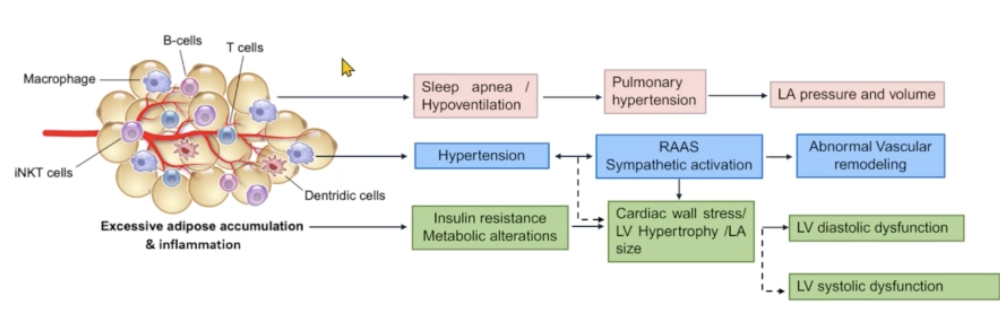 B-cells
T cells
Macrophage
iNKT cells
Dentridic cells
Excessive adipose accumulation
& inflammation
Sleep apnea /
Hypoventilation
Pulmonary
hypertension
LA pressure and volume
Hypertension
RAAS
Sympathetic activation
Abnormal Vascular
remodeling
Insulin resistance
Metabolic alterations
Cardiac wall stress/
LV Hypertrophy /LA
size
LV diastolic dysfunction
LV systolic dysfunction